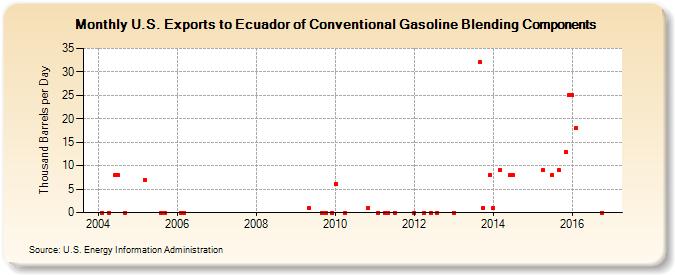 Monthly U.S. Exports to Ecuador of Conventional Gasoline Blending Components
Thousand Barrels per Day
35
30
25
20
15
10
5
0
2004 2006 2008 2010 2012 2014 2016
Source: U.S. Energy Information Administration